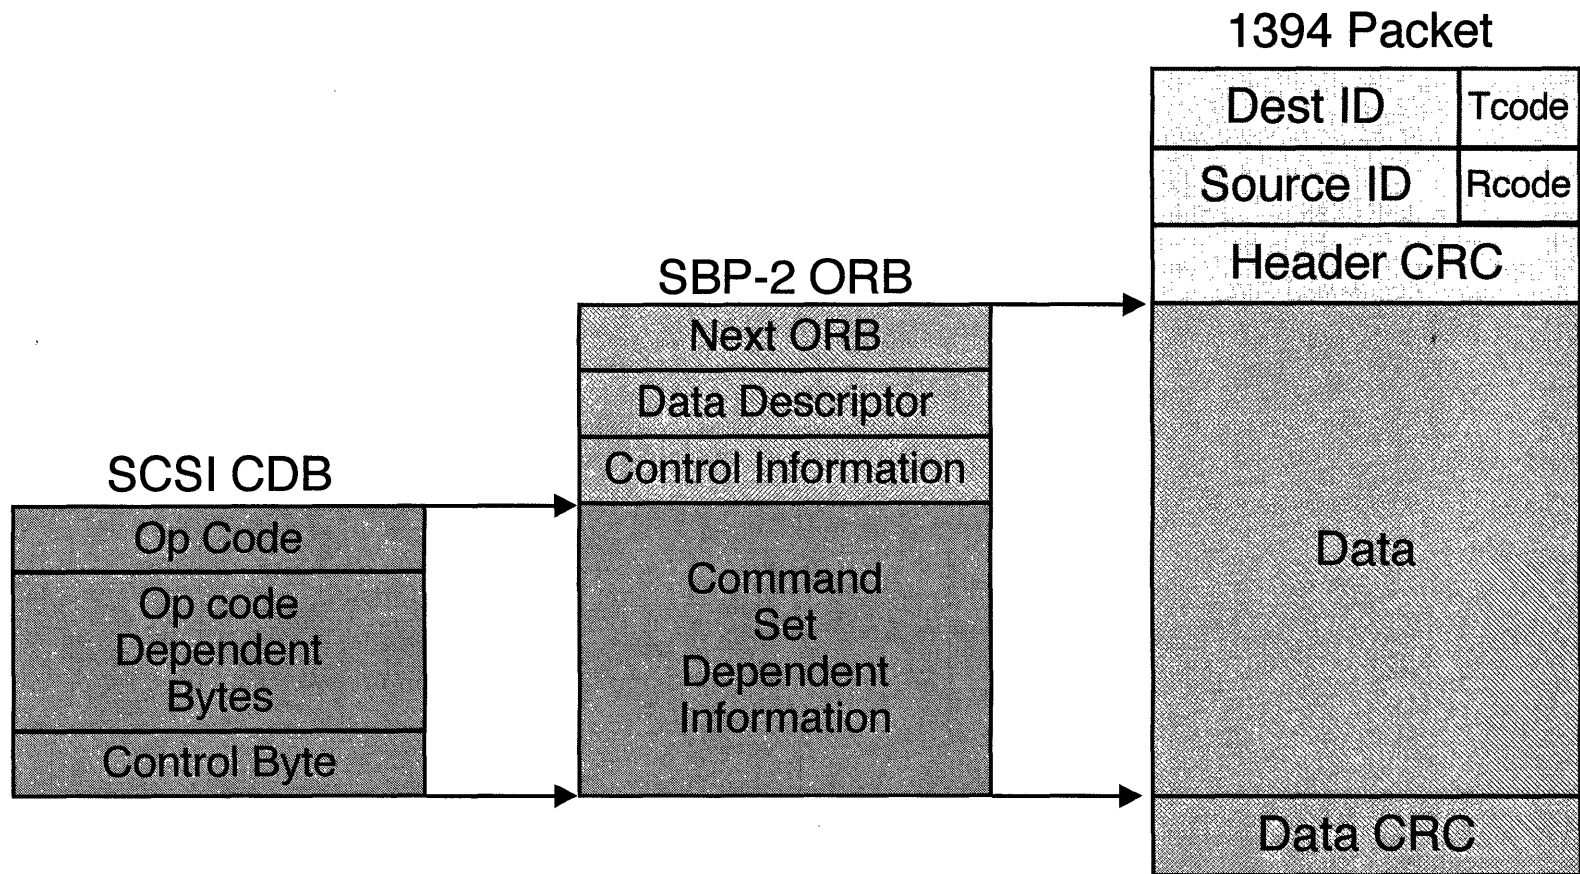 1394 Packet
Dest ID
Tcode
Source ID
Rcode
Header CRC
Data
Data CRC
SBP-2 ORB
Next ORB
Data Descriptor
Control Information
Command
Set
Dependent
Information
SCSI CDB
Op Code
Op code
Dependent
Bytes
Control Byte